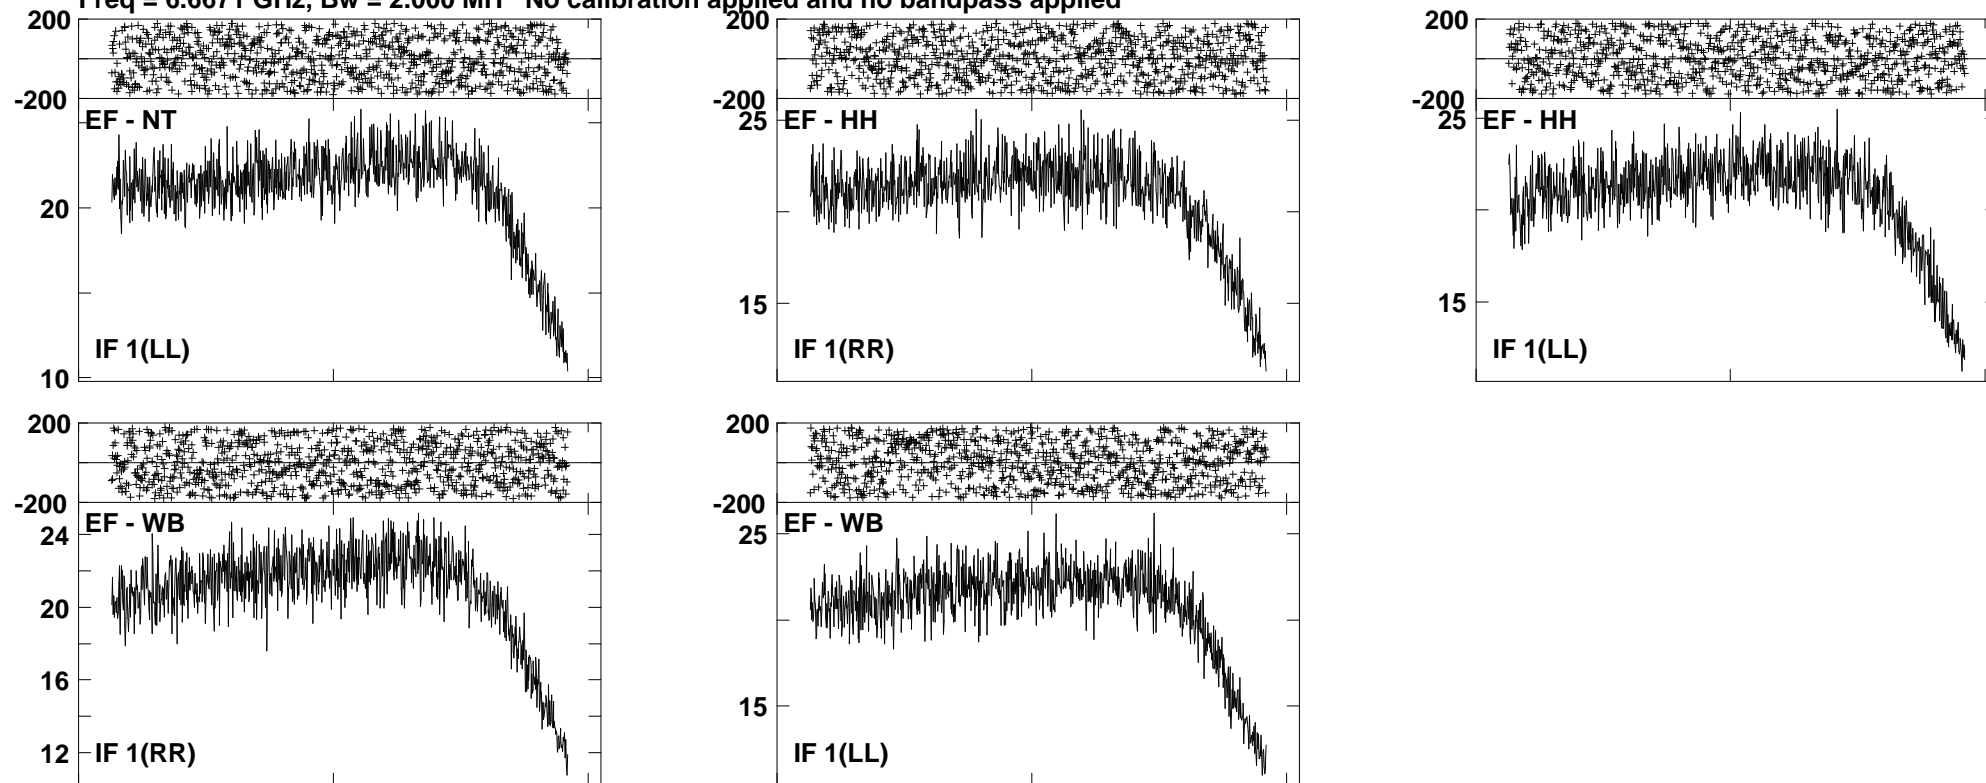 Freq = 6.6671 GHz, Bw = 2.000 MH No calibration applied and no bandpass applied
200
-200
EF - NT
20
10
IF 1(LL)
200
-200
25
EF - HH
15
IF 1(RR)
200
-200
25
EF - HH
15
IF 1(LL)
200
-200
EF - WB
24
20
16
12
IF 1(RR)
200
-200
EF - WB
25
15
IF 1(LL)